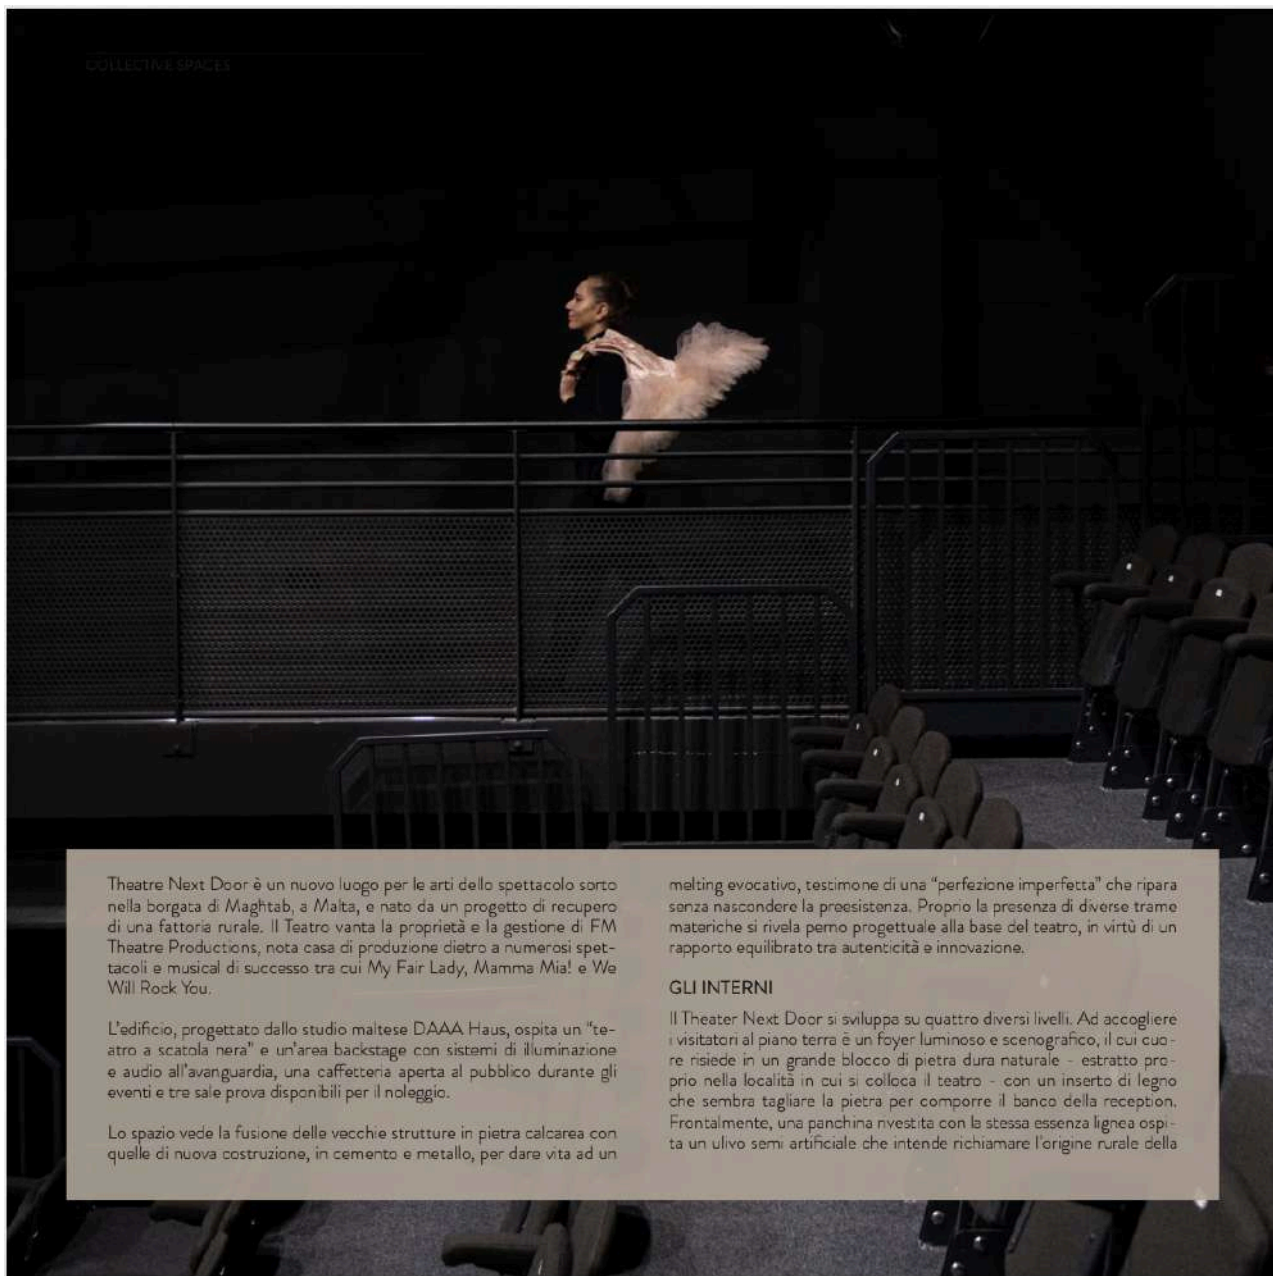 COLLECTIVE SPACES
Theatre Next Door è un nuovo luogo per le arti dello spettacolo sorto
nella borgata di Maghtab, a Malta, e nato da un progetto di recupero
di una fattoria rurale. Il Teatro vanta la proprietà e la gestione di FM
Theatre Productions, nota casa di produzione dietro a numerosi spet-
tacoli e musical di successo tra cui My Fair Lady, Mamma Mia! e We
Will Rock You.
L'edificio, progettato dallo studio maltese DAAA Haus, ospita un "te-
atro a scatola nera" e un'area backstage con sistemi di illuminazione
e audio all'avanguardia, una caffetteria aperta al pubblico durante gli
eventi e tre sale prova disponibili per il noleggio.
Lo spazio vede la fusione delle vecchie strutture in pietra calcarea con
quelle di nuova costruzione, in cemento e metallo, per dare vita ad un
melting evocativo, testimone di una "perfezione imperfetta" che ripara
senza nascondere la preesistenza. Proprio la presenza di diverse trame
materiche si rivela perno progettuale alla base del teatro, in virtù di un
rapporto equilibrato tra autenticità e innovazione.
GLI INTERNI
Il Theater Next Door si sviluppa su quattro diversi livelli. Ad accogliere
i visitatori al piano terra è un foyer luminoso e scenografico, il cui cuo-
re risiede in un grande blocco di pietra dura naturale - estratto pro-
prio nella località in cui si colloca il teatro - con un inserto di legno
che sembra tagliare la pietra per comporre il banco della reception.
Frontalmente, una panchina rivestita con la stessa essenza lignea ospi-
ta un ulivo semi artificiale che intende richiamare l'origine rurale della